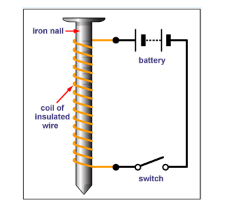 iron nail
battery
coil of
insulated
wire
switch